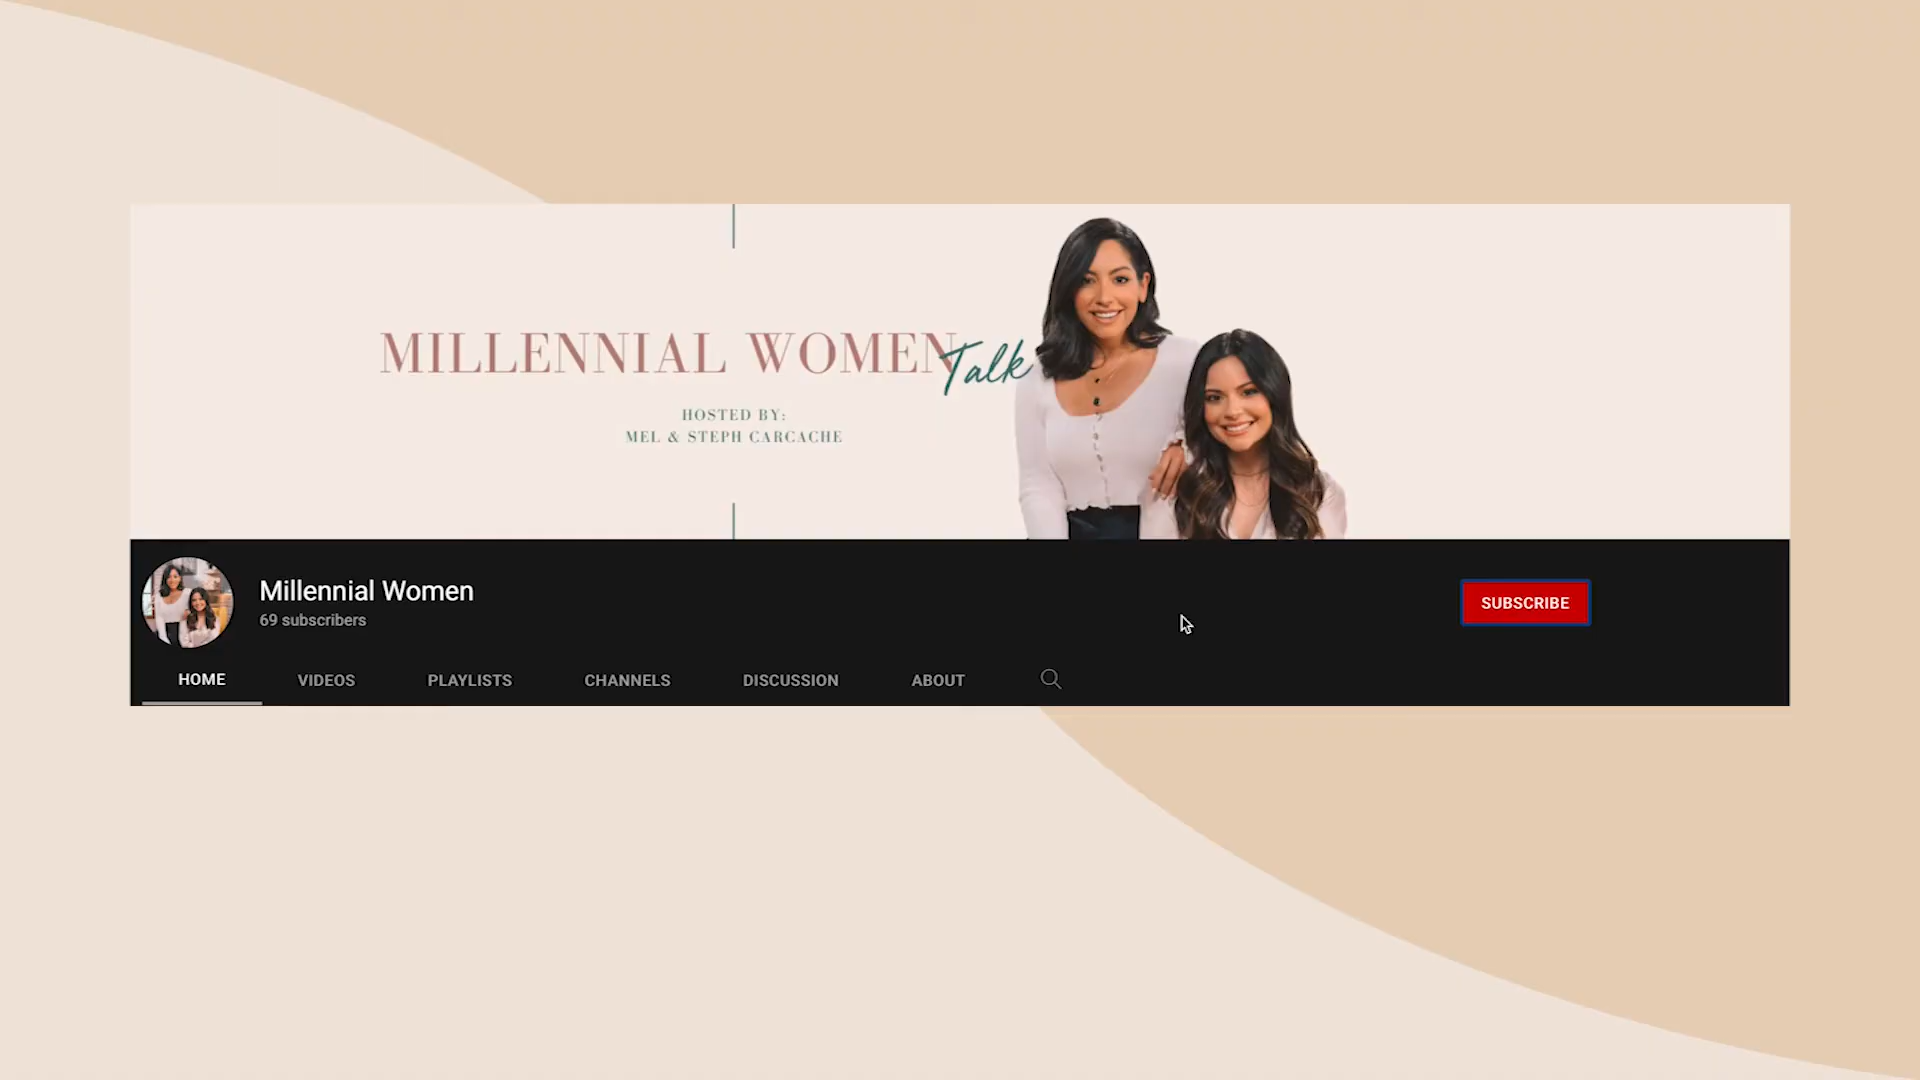 MILLENNIAL WOMEN
Talk
HOSTED BY:
MEL & STEPH CARCACHE
Millennial Women
69 subscribers
SUBSCRIBE
HOME VIDEOS PLAYLISTS CHANNELS DISCUSSION ABOUT